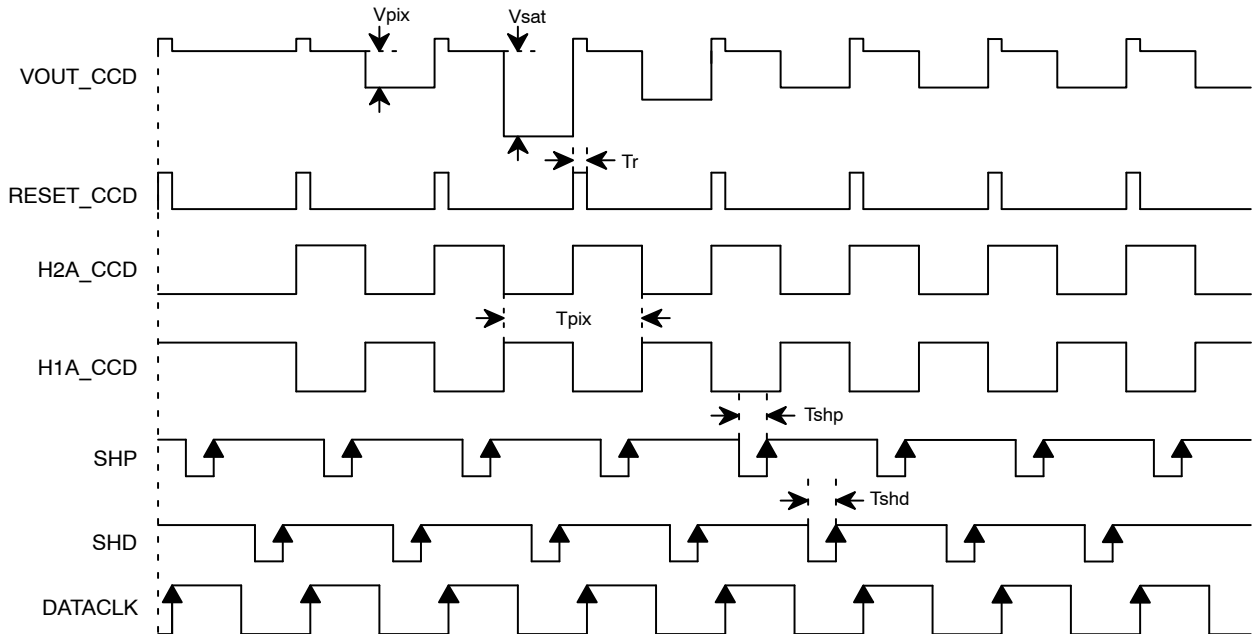 Vpix
Vsat
VOUT_CCD
Tr
RESET_CCD
H2A_CCD
Tpix
H1A_CCD
Tshp
SHP
Tshd
SHD
DATACLK